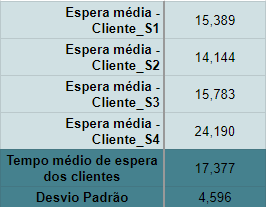 Espera média -
Cliente_S1
15,389
Espera média -
Cliente_S2
14,144
Espera média -
Cliente_S3
15,783
Espera média -
Cliente_S4
24,190
Tempo médio de espera
dos clientes
17,377
Desvio Padrão
4,596